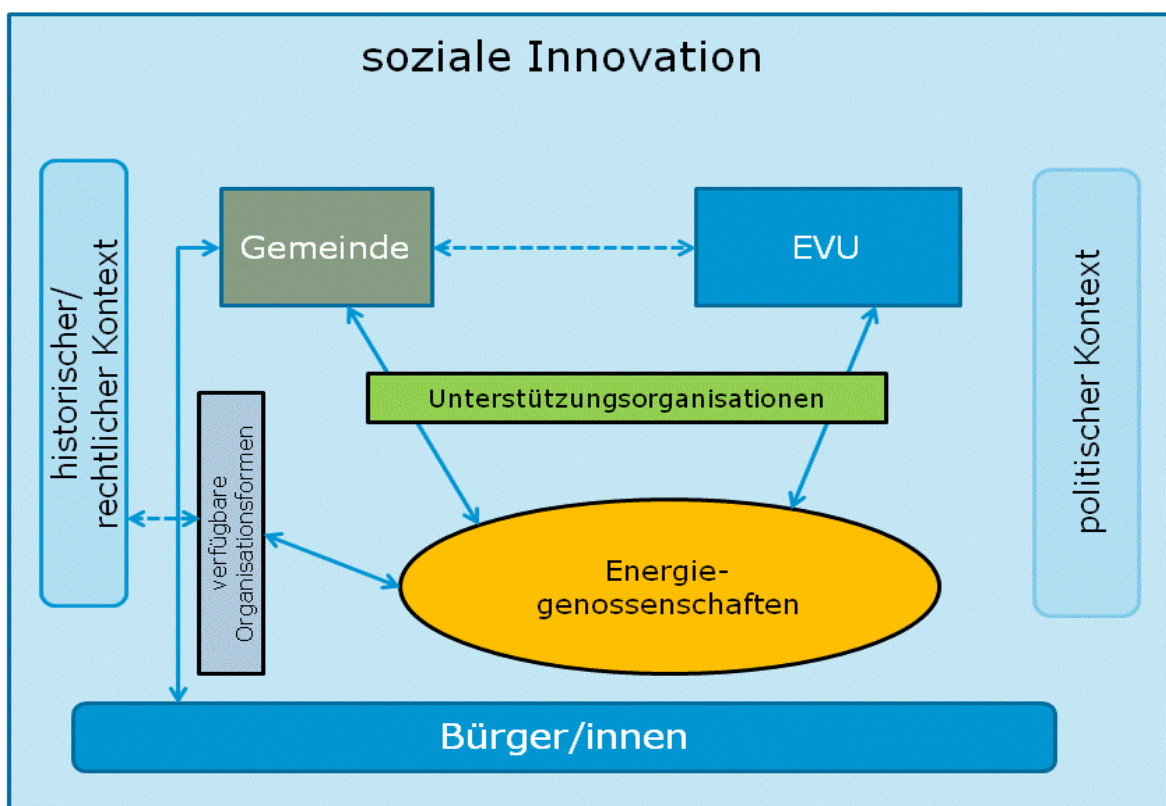 soziale Innovation
historischer/
rechtlicher Kontext
Gemeinde
EVU
politischer Kontext
Unterstützungsorganisationen
verfügbare
Organisationsformen
Energie-
genossenschaften
Bürger/innen